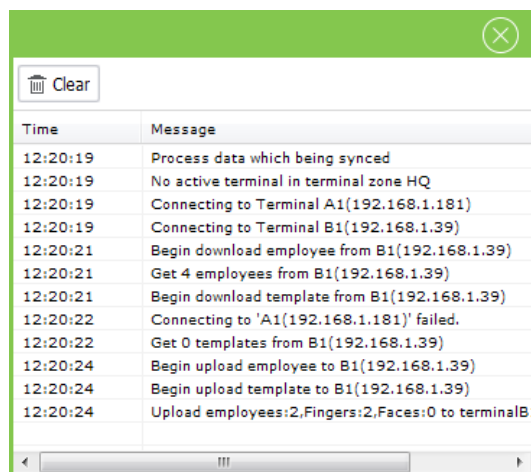 Clear
Time Message
12:20:19 Process data which being synced
12:20:19 No active terminal in terminal zone HQ
12:20:19 Connecting to Terminal A1(192.168.1.181)
12:20:19 Connecting to Terminal B1(192.168.1.39)
12:20:21 Begin download employee from B1(192.168.1.39)
12:20:21 Get 4 employees from B1(192.168.1.39)
12:20:21 Begin download template from B1(192.168.1.39)
12:20:22 Connecting to 'A1(192.168.1.181)' failed.
12:20:22 Get 0 templates from B1(192.168.1.39)
12:20:24 Begin upload employee to B1(192.168.1.39)
12:20:24 Begin upload template to B1(192.168.1.39)
12:20:24 Upload employees:2,Fingers:2,Faces:0 to terminalB